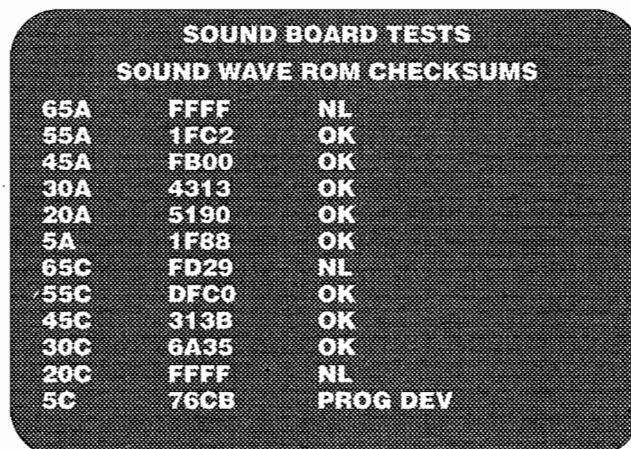 SOUND BOARD TESTS
SOUND WAVE ROM CHECKSUMS
65A FFFF NL
55A 1FC2 OK
45A FB00 OK
30A 4313 OK
20A 5190 OK
5A 1F88 OK
65C FD29 NL
55C DFC0 OK
45C 313B OK
30C 6A35 OK
20C FFFF NL
5C 76CB PROG DEV